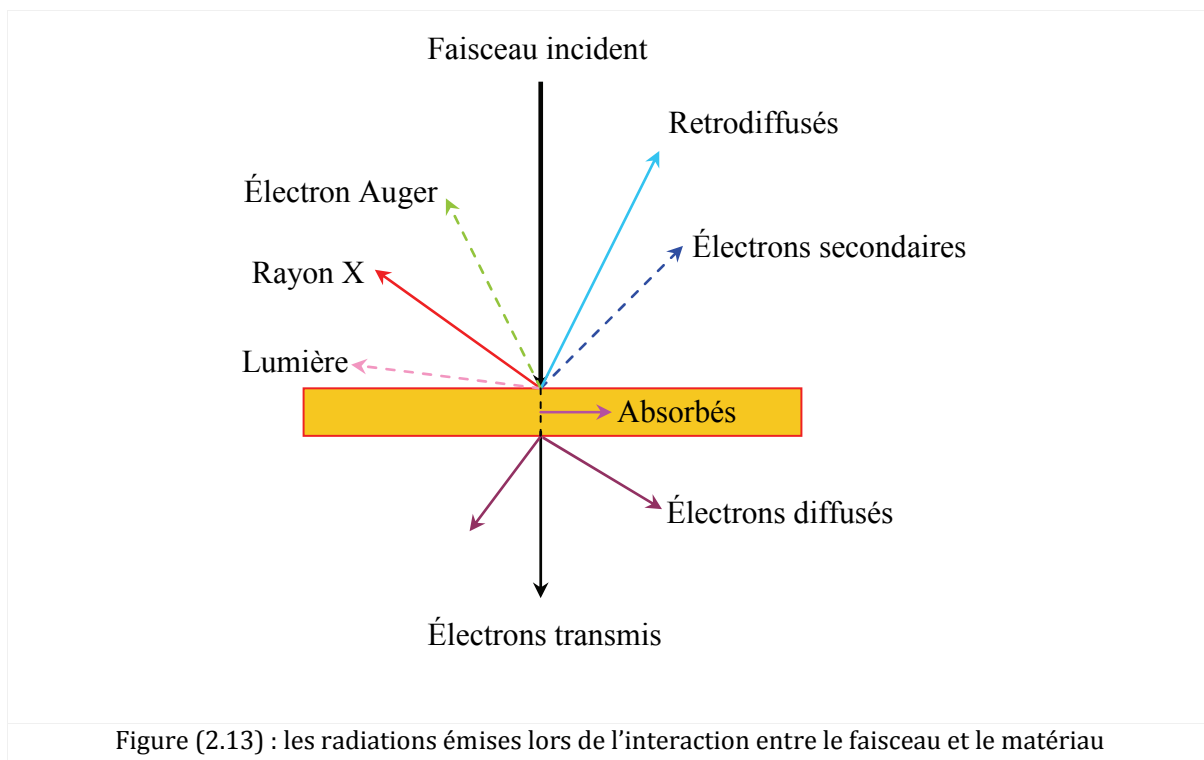 Faisceau incident
Retrodiffusés
Électron Auger
Électrons secondaires
Rayon X
Lumière
Absorbés
Électrons diffusés
Électrons transmis
Figure (2.13) : les radiations émises lors de l’interaction entre le faisceau et le matériau